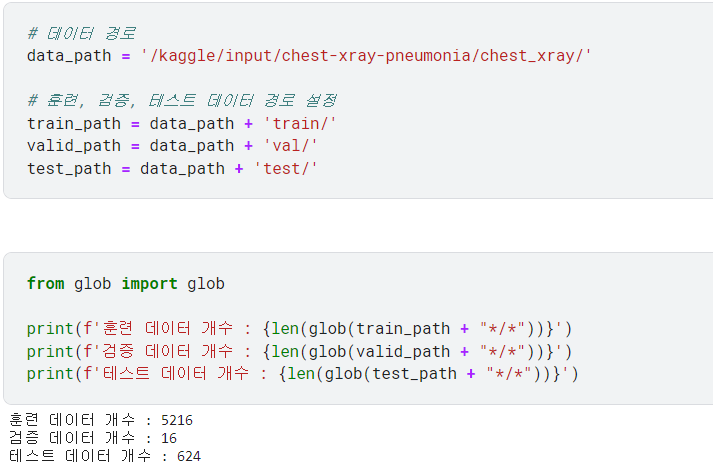 # 데이터 경로
data_path = '/kaggle/input/chest-xray-pneumonia/chest_xray/'
# 훈련, 검증, 테스트 데이터 경로 설정
train_path = data_path + 'train/'
valid_path = data_path + 'val/'
test_path = data_path + 'test/'
from glob import glob
print(f'훈련 데이터 개수 : {len(glob(train_path + "*/*"))}')
print(f'검증 데이터 개수 : {len(glob(valid_path + "*/*"))}')
print(f'테스트 데이터 개수 : {len(glob(test_path + "*/*"))}')
훈련 데이터 개수 : 5216
검증 데이터 개수 : 16
테스트 데이터 개수 : 624